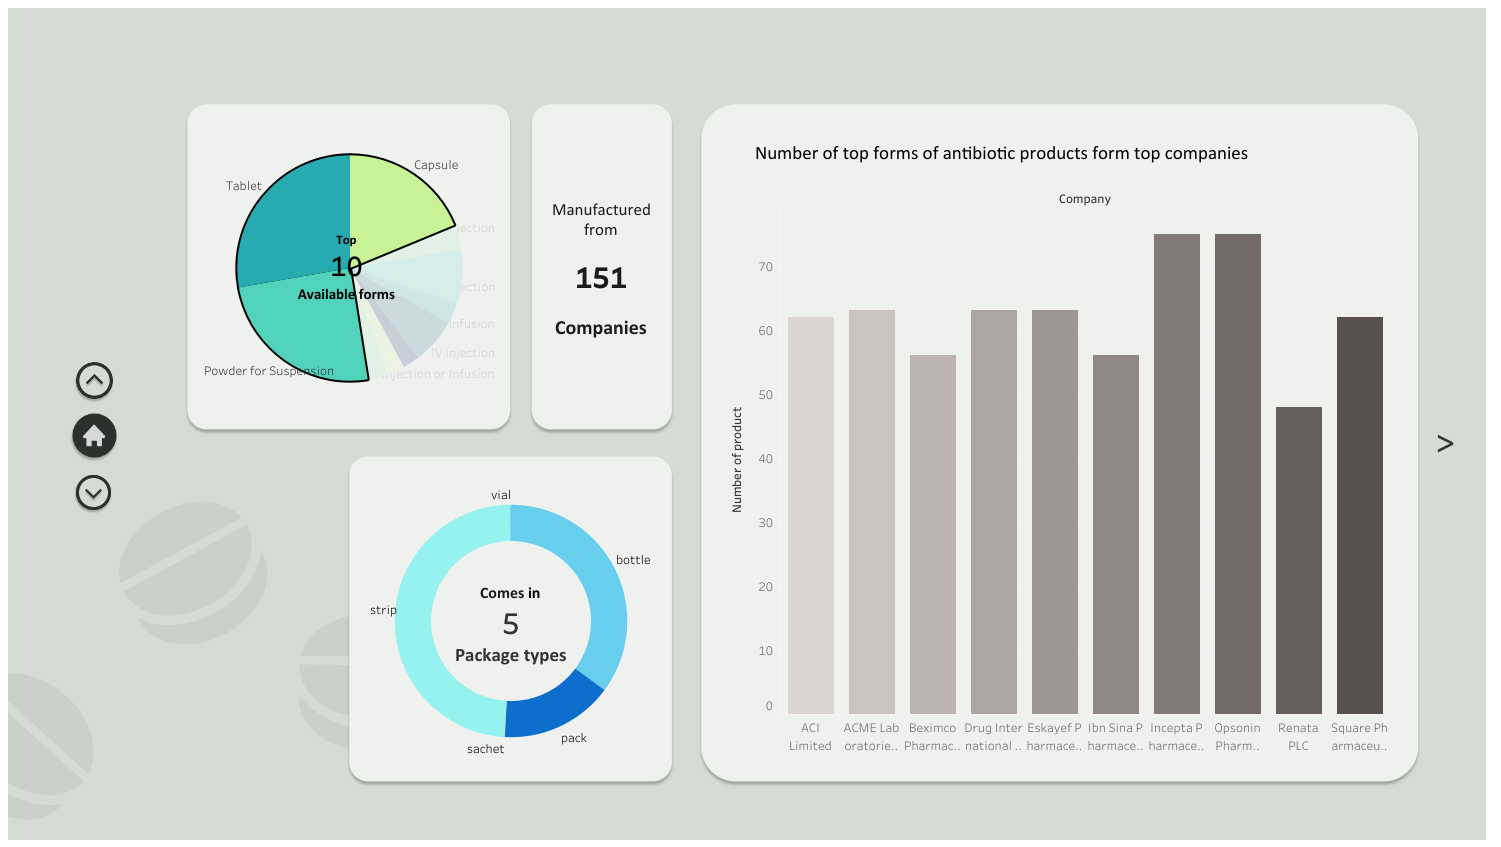 Capsule
Tablet
Top
10
Available forms
Infusion
IV Injection
Injection or Infusion
Powder for Suspension
Manufactured
from
151
Companies
vial
bottle
strip
Comes in
5
Package types
pack
sachet
Number of top forms of antibiotic products form top companies
Company
Number of product
70
60
50
40
30
20
10
0
ACI Limited
ACME Lab oratorie..
Beximco Pharmac..
Drug Inter national ..
Eskayef P harmace..
Ibn Sina P harmace..
Incepta P harmace..
Opsonin Pharm..
Renata PLC
Square Ph armaceu..
>